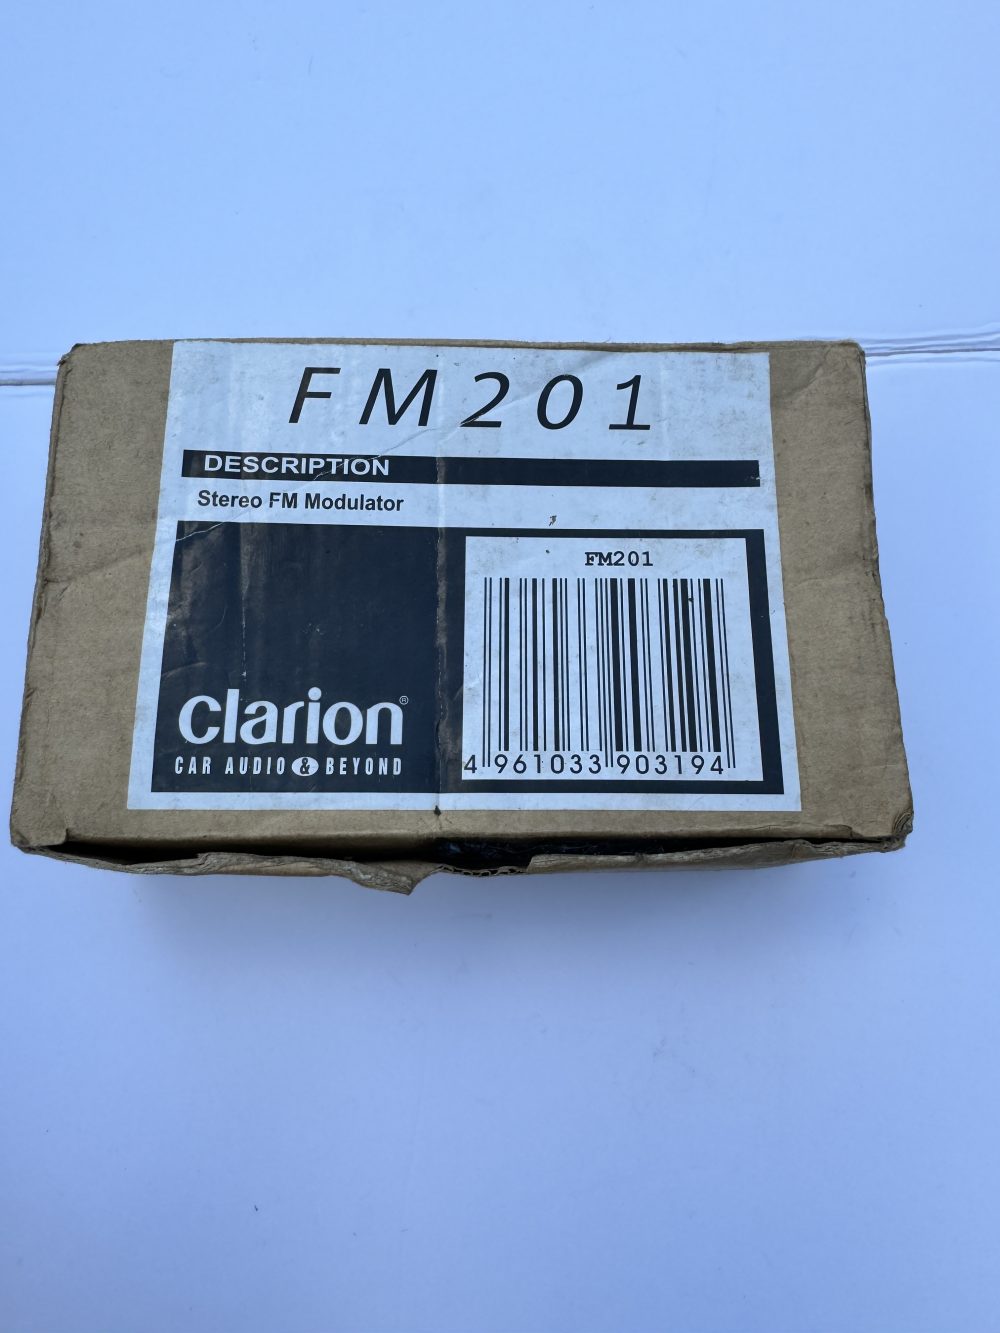 FM201
DESCRIPTION
Stereo FM Modulator
FM201
clarion®
CAR AUDIO & BEYOND
4 961033 903194